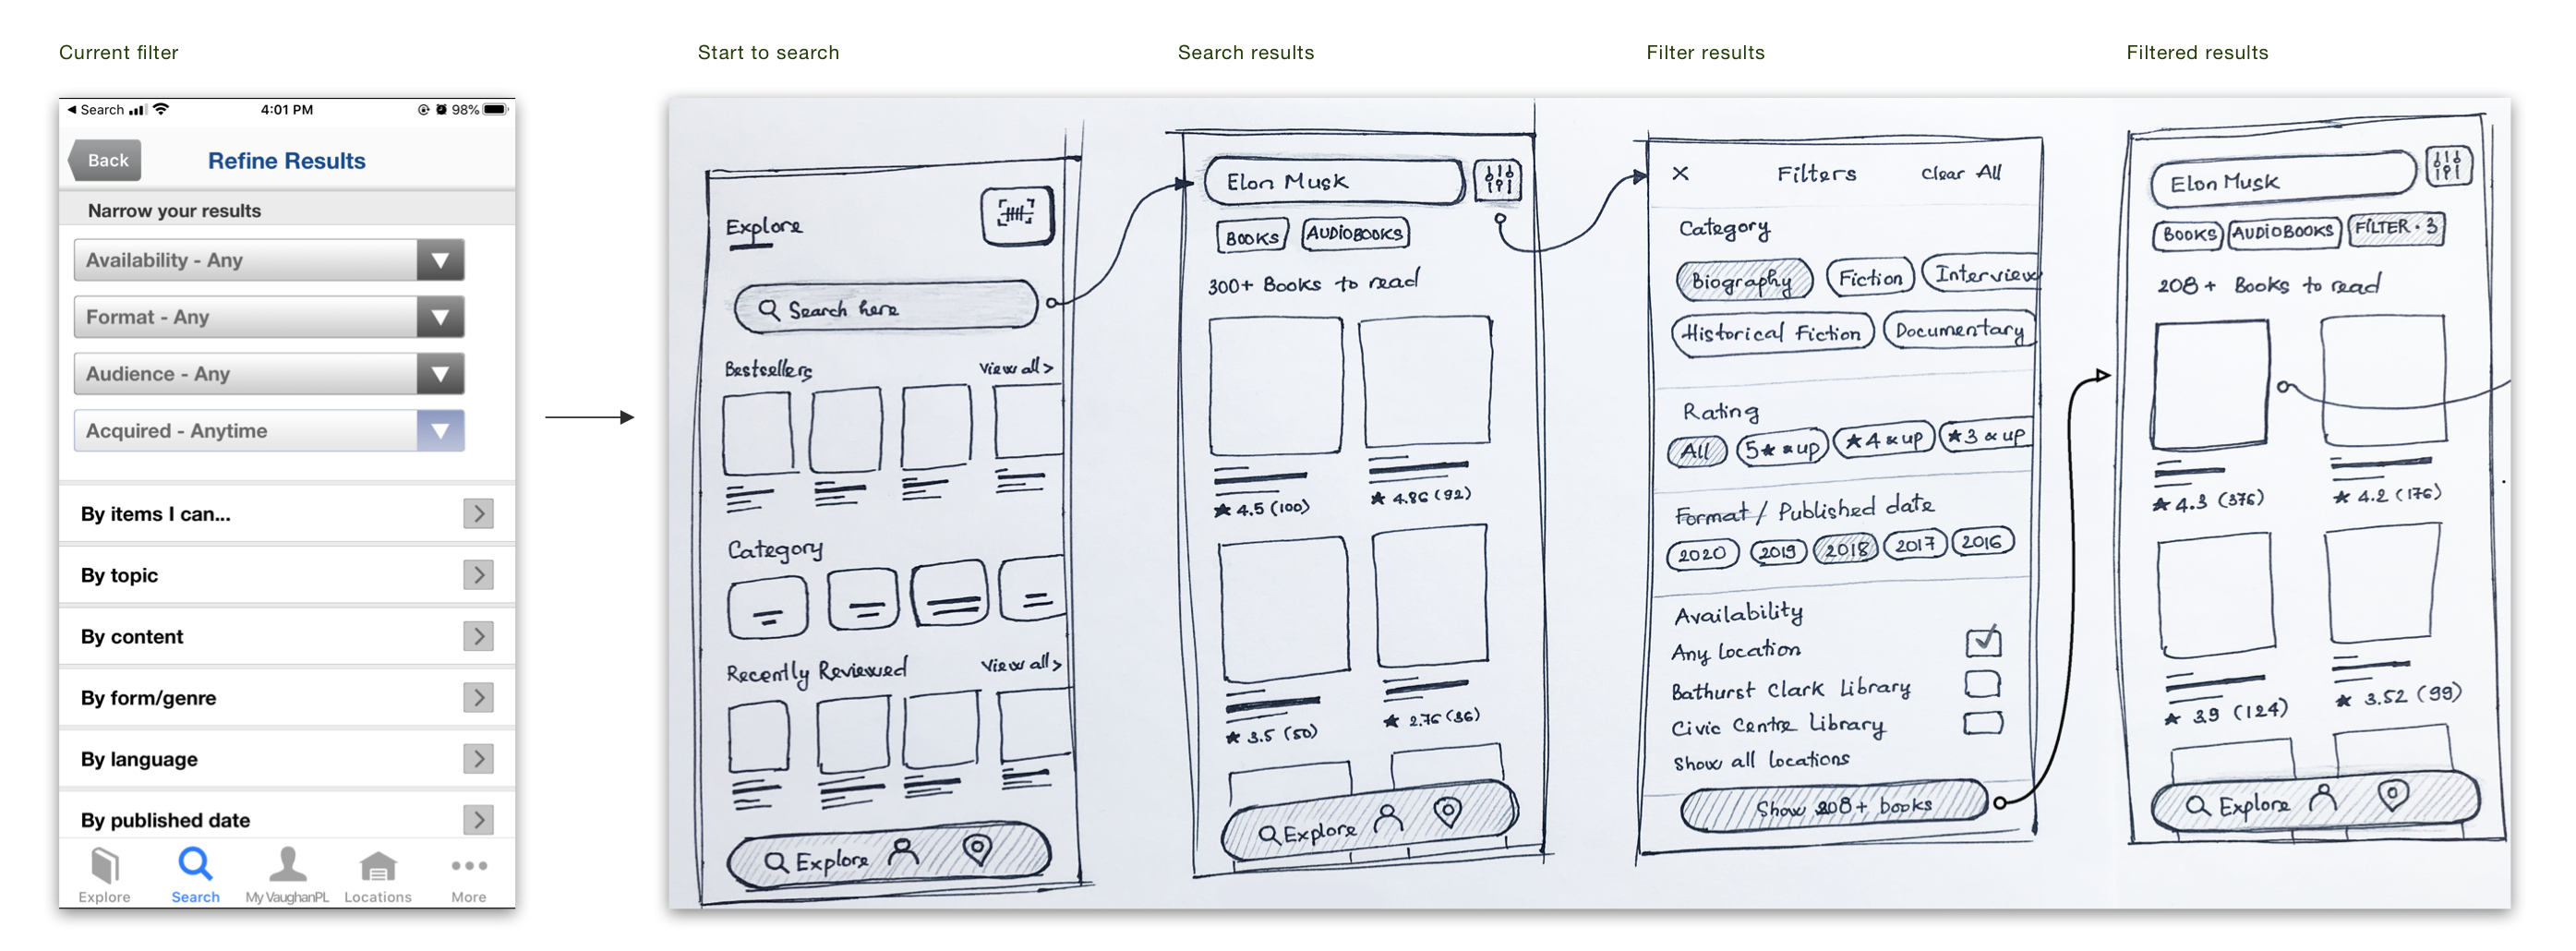 Current filter
Start to search
Search results
Filter results
Filtered results
Search
4:01 PM
98%
Back
Refine Results
Narrow your results
Availability - Any
Format - Any
Audience - Any
Acquired - Anytime
By items I can...
By topic
By content
By form/genre
By language
By published date
Explore
Search
My VaughanPL
Locations
More
Explore
Search here
Bestsellers
View all >
Category
Recently Reviewed
View all >
Explore
Elon Musk
BOOKS
AUDIOBOOKS
300+ Books to read
★ 4.5 (100)
★ 4.86 (92)
★ 3.5 (50)
★ 2.76 (36)
Explore
X Filters Clear All
Category
Biography
Fiction
Interview
Historical Fiction
Documentary
Rating
All
5★ & up
★4 & up
★3 & up
Format / Published date
2020
2019
2018
2017
2016
Availability
Any location
Bathurst Clark Library
Civic Centre Library
Show all locations
Show 208+ books
Elon Musk
BOOKS
AUDIOBOOKS
FILTER · 3
208+ Books to read
★ 4.3 (376)
★ 4.2 (176)
★ 3.9 (124)
★ 3.52 (99)
Explore